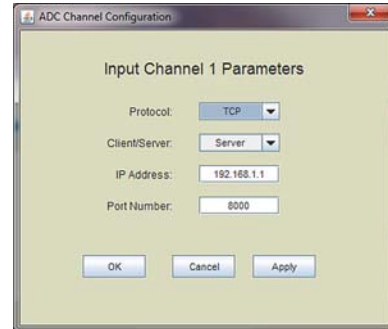 ADC Channel Configuration
Input Channel 1 Parameters
Protocol: TCP
Client/Server: Server
IP Address: 192.168.1.1
Port Number: 8000
OK Cancel Apply